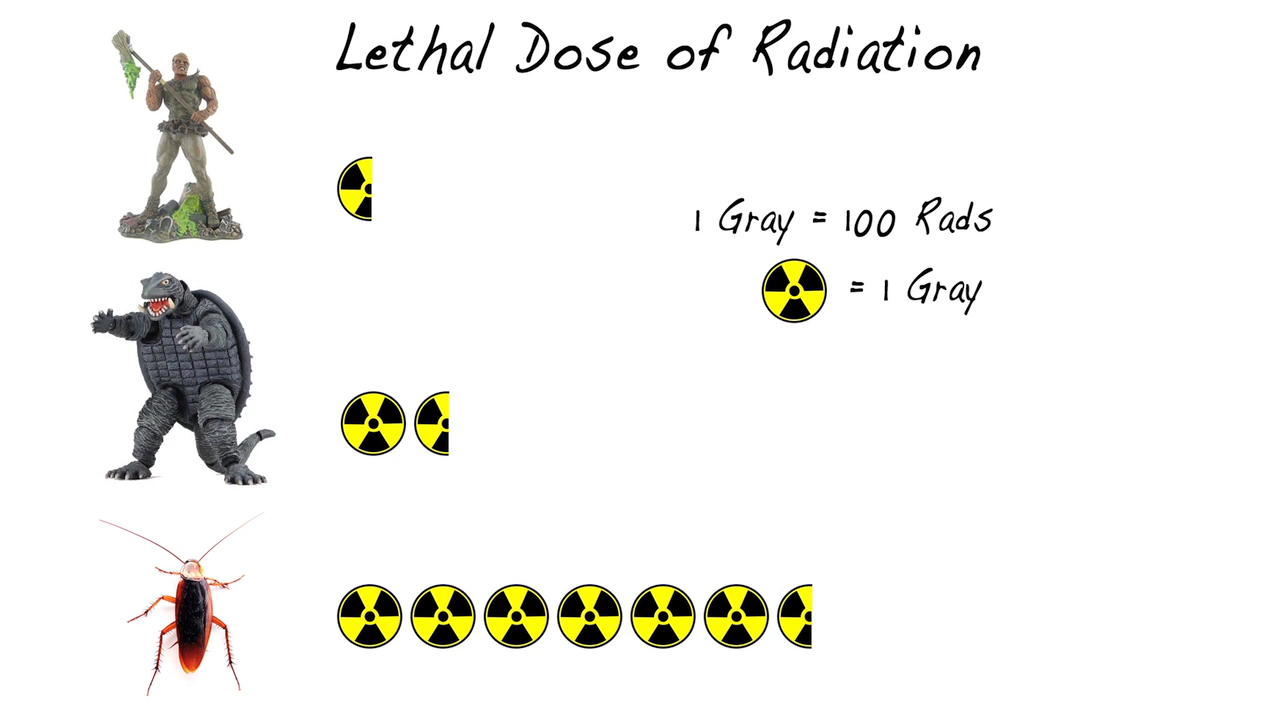 Lethal Dose of Radiation
1 Gray = 100 Rads
= 1 Gray